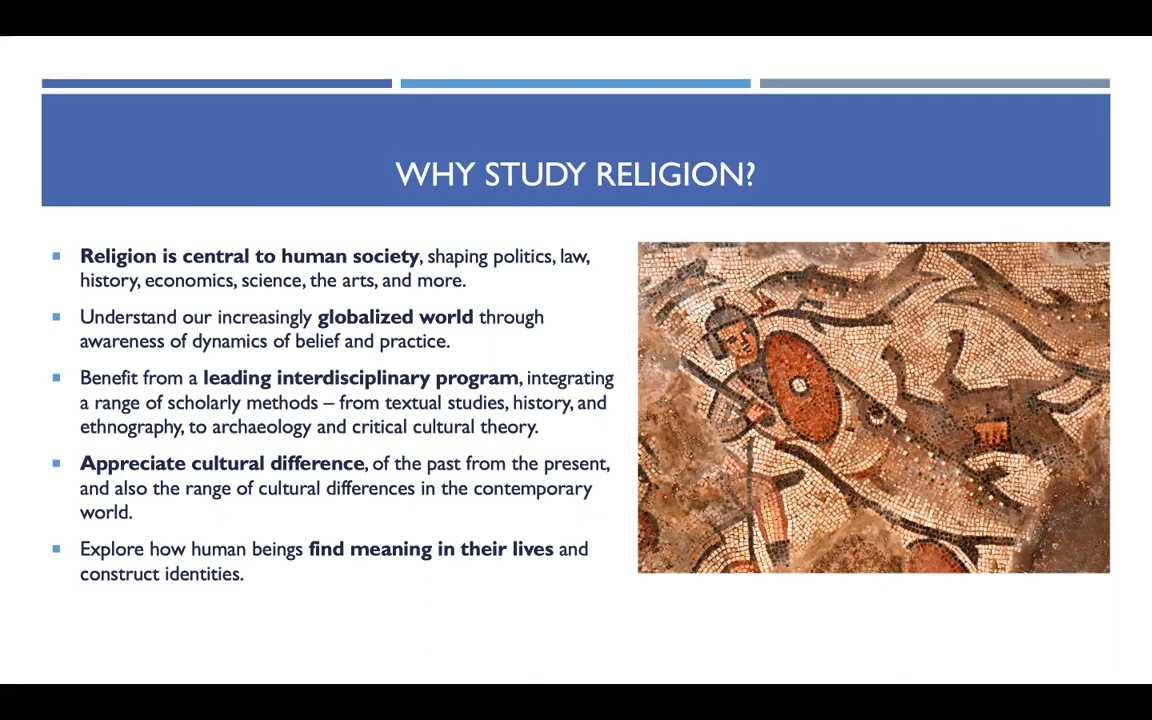 WHY STUDY RELIGION?
Religion is central to human society, shaping politics, law,
history, economics, science, the arts, and more.
Understand our increasingly globalized world through
awareness of dynamics of belief and practice.
Benefit from a leading interdisciplinary program, integrating
a range of scholarly methods – from textual studies, history, and
ethnography, to archaeology and critical cultural theory.
Appreciate cultural difference, of the past from the present,
and also the range of cultural differences in the contemporary
world.
Explore how human beings find meaning in their lives and
construct identities.